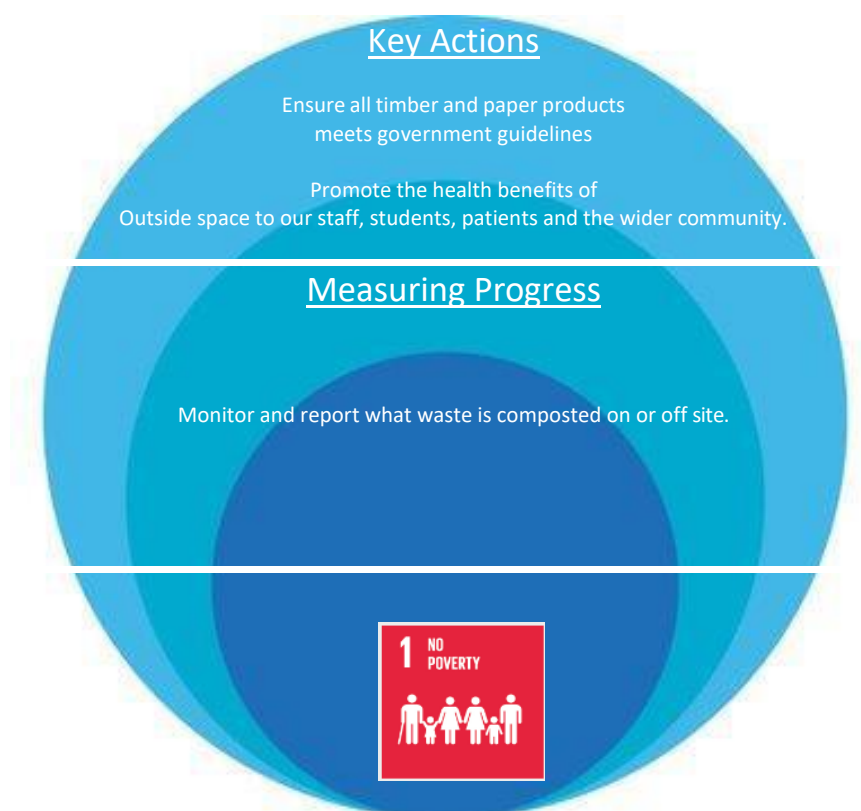 Key Actions
Ensure all timber and paper products
meets government guidelines
Promote the health benefits of
Outside space to our staff, students, patients and the wider community.
Measuring Progress
Monitor and report what waste is composted on or off site.
1 NO
POVERTY